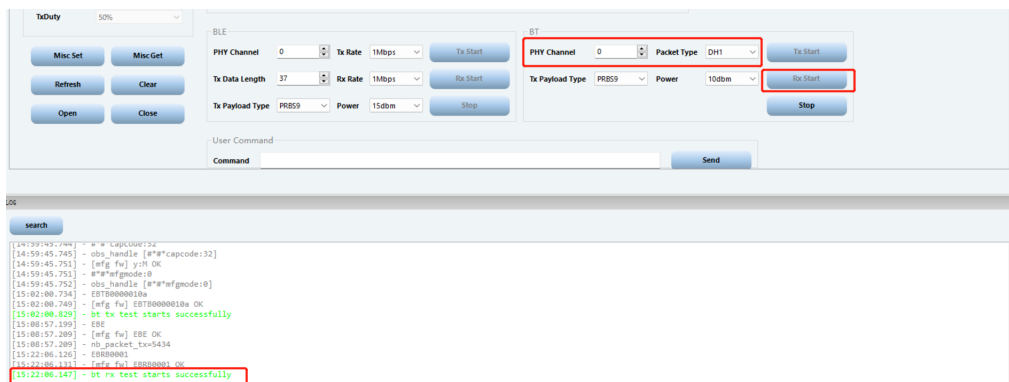 TxDuty 50%
BLE
BT
PHY Channel 0 Tx Rate 1Mbps Tx Start
PHY Channel 0 Packet Type DH1 Tx Start
Misc Set Misc Get
Tx Data Length 37 Rx Rate 1Mbps Rx Start
Tx Payload Type PRBS9 Power 10dbm Rx Start
Refresh Clear
Tx Payload Type PRBS9 Power 15dbm Stop
Stop
Open Close
User Command
Command Send
LOG
search
[14:59:45.744] - #*#*capcode:32
[14:59:45.745] - obs_handle [#*#*capcode:32]
[14:59:45.751] - [mfg fw] y:M OK
[14:59:45.751] - #*#*mfgmode:0
[14:59:45.752] - obs_handle [#*#*mfgmode:0]
[15:02:00.734] - EBTB0000010a
[15:02:00.749] - [mfg fw] EBTB0000010a OK
[15:02:00.829] - bt tx test starts successfully
[15:08:57.199] - EBE
[15:08:57.209] - [mfg fw] EBE OK
[15:08:57.209] - nb_packet_tx=5434
[15:22:06.126] - EBRB0001
[15:22:06.131] - [mfg fw] EBRB0001 OK
[15:22:06.147] - bt rx test starts successfully